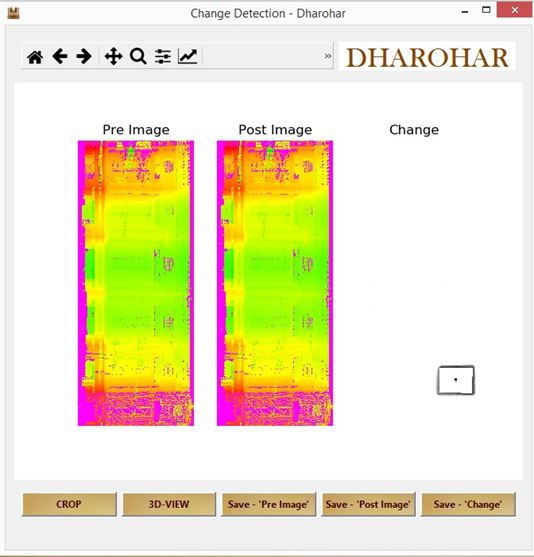 Change Detection - Dharohar
DHAROHAR
Pre Image
Post Image
Change
CROP
3D-VIEW
Save - 'Pre Image'
Save - 'Post Image'
Save - 'Change'